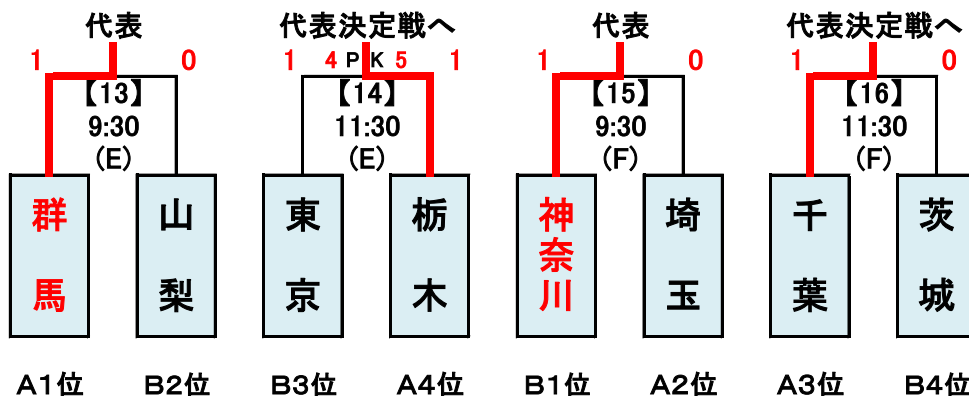 代表 代表決定戦へ 代表 代表決定戦へ
1 0 1 4 PK 5 1 1 0 1 0
【13】 【14】 【15】 【16】
9:30 11:30 9:30 11:30
(E) (E) (F) (F)
群馬 山梨 東京 栃木 神奈川 埼玉 千葉 茨城
A1位 B2位 B3位 A4位 B1位 A2位 A3位 B4位